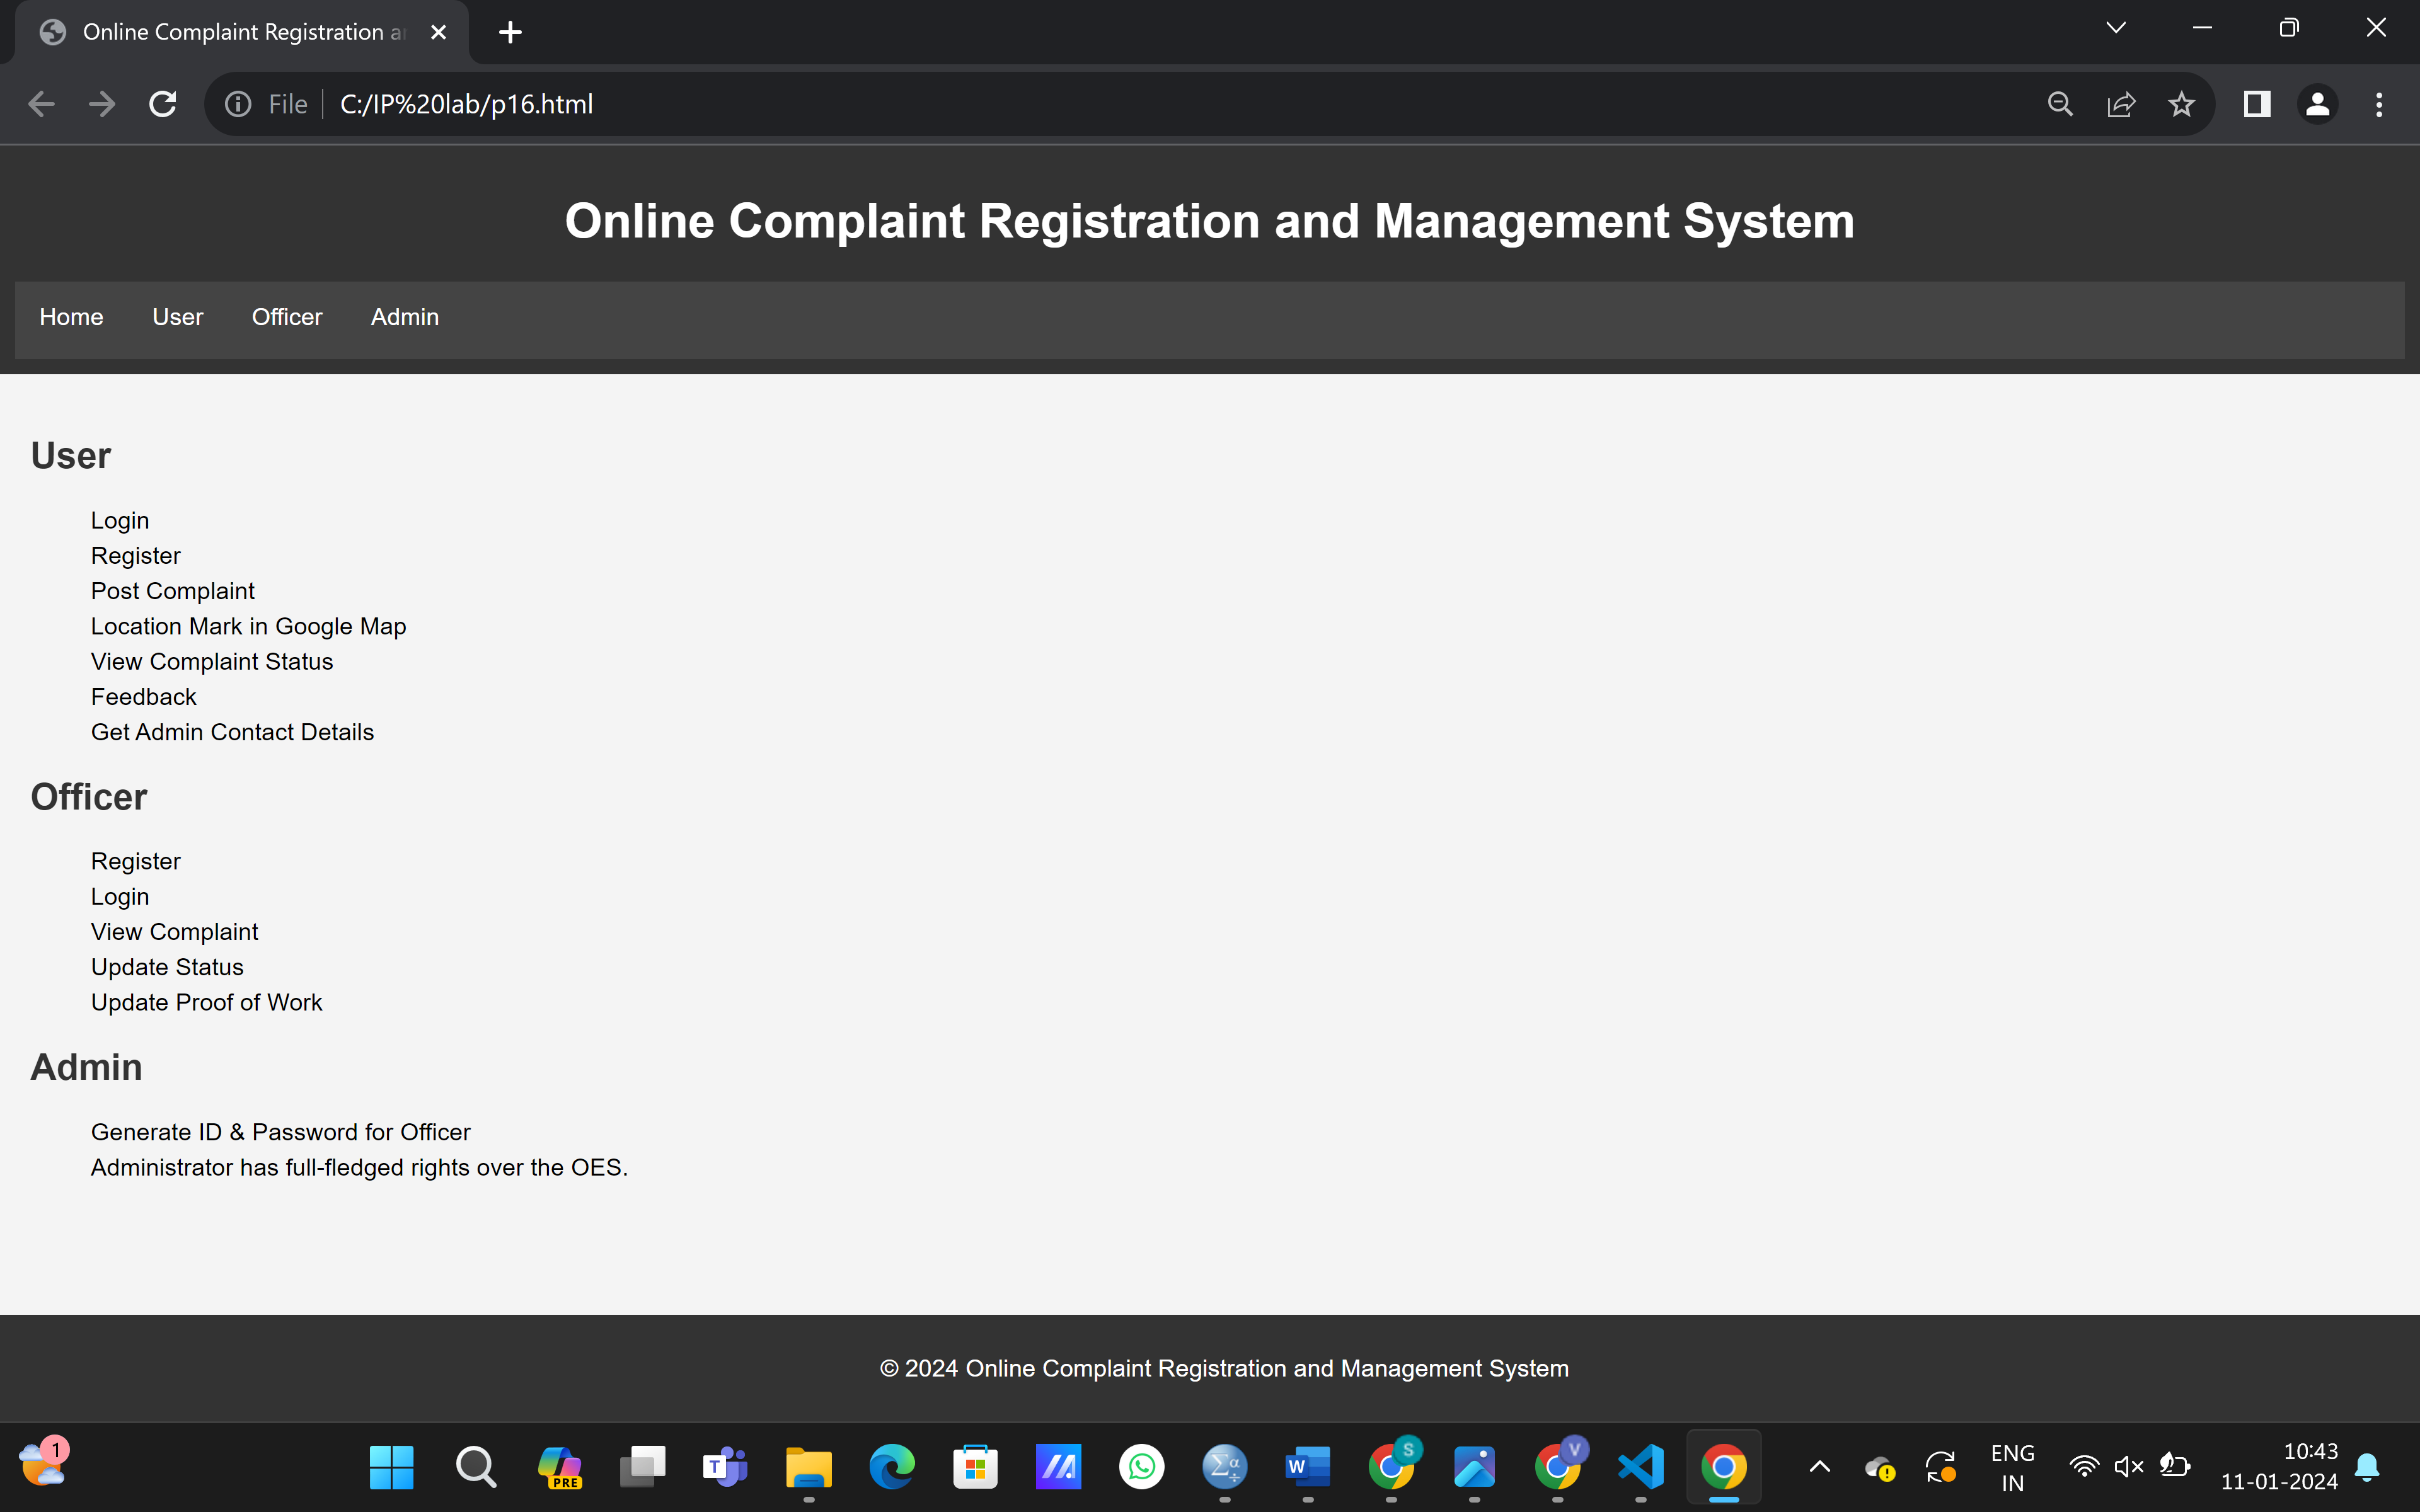 Online Complaint Registration a
File
C:/IP%20lab/p16.html
Online Complaint Registration and Management System
Home User Officer Admin
User
Login
Register
Post Complaint
Location Mark in Google Map
View Complaint Status
Feedback
Get Admin Contact Details
Officer
Register
Login
View Complaint
Update Status
Update Proof of Work
Admin
Generate ID & Password for Officer
Administrator has full-fledged rights over the OES.
© 2024 Online Complaint Registration and Management System
1
PRE
T
W
S
V
ENG
IN
10:43
11-01-2024